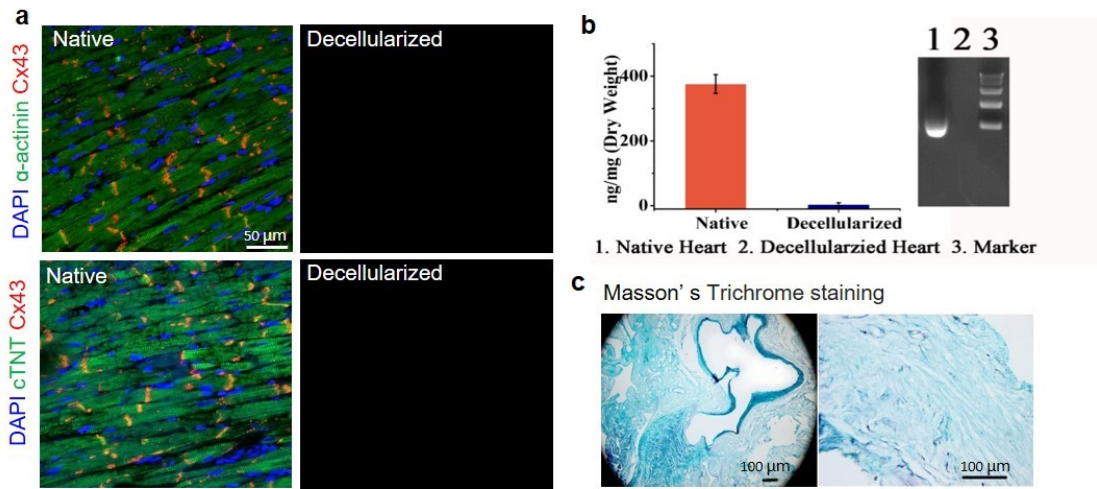 a
DAPI α-actinin Cx43
Native
Decellularized
50 μm
DAPI cTNT Cx43
Native
Decellularized
b
ng/mg (Dry Weight)
400
200
0
Native
Decellularized
1 2 3
1. Native Heart 2. Decellularzied Heart 3. Marker
c
Masson' s Trichrome staining
100 μm
100 μm